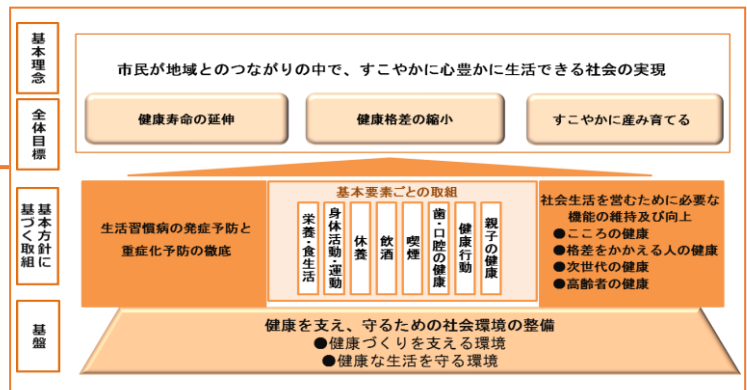 基本理念
市民が地域とのつながりの中で、すこやかに心豊かに生活できる社会の実現
全体目標
健康寿命の延伸
健康格差の縮小
すこやかに産み育てる
基本方針に
基づく取組
生活習慣病の発症予防と
重症化予防の徹底
基本要素ごとの取組
栄養・食生活
身体活動・運動
休養
飲酒
喫煙
歯・口腔の健康
健康行動
親子の健康
社会生活を営むために必要な
機能の維持及び向上
●こころの健康
●格差をかかえる人の健康
●次世代の健康
●高齢者の健康
基盤
健康を支え、守るための社会環境の整備
●健康づくりを支える環境
●健康な生活を守る環境